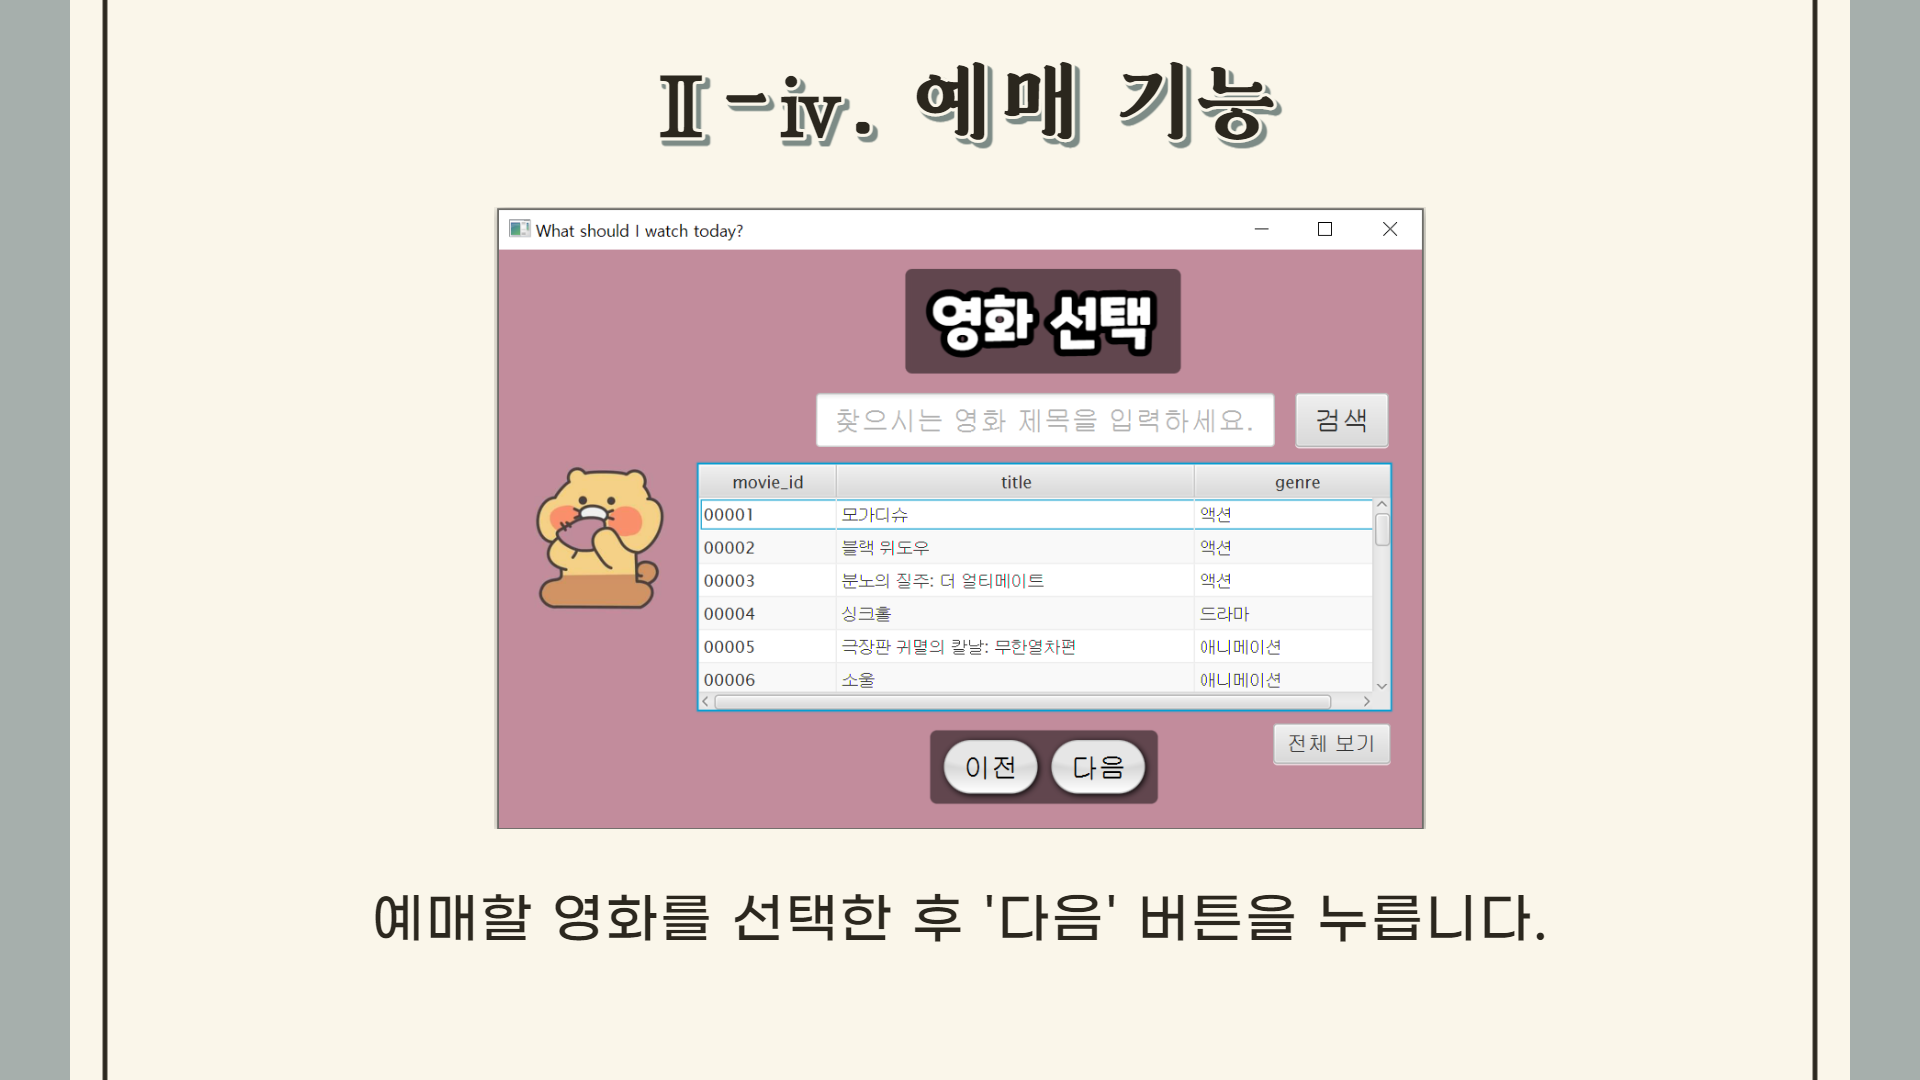 Ⅱ-ⅳ. 예매 기능
What should I watch today?
영화 선택
찾으시는 영화 제목을 입력하세요. 검색
movie_id title genre
00001 모가디슈 액션
00002 블랙 위도우 액션
00003 분노의 질주: 더 얼티메이트 액션
00004 싱크홀 드라마
00005 극장판 귀멸의 칼날: 무한열차편 애니메이션
00006 소울 애니메이션
전체 보기
이전 다음
예매할 영화를 선택한 후 '다음' 버튼을 누릅니다.